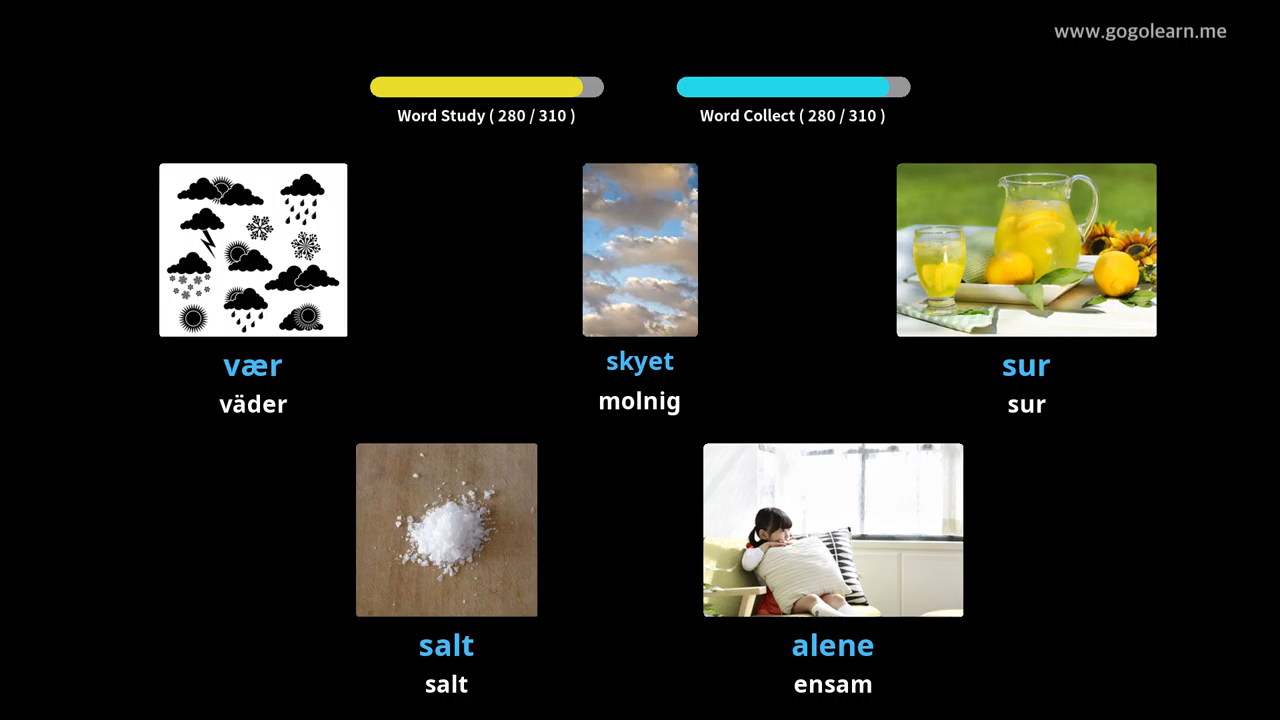 www.gogolearn.me
Word Study ( 280 / 310 )
Word Collect ( 280 / 310 )
vær
väder
skyet
molnig
sur
sur
salt
salt
alene
ensam